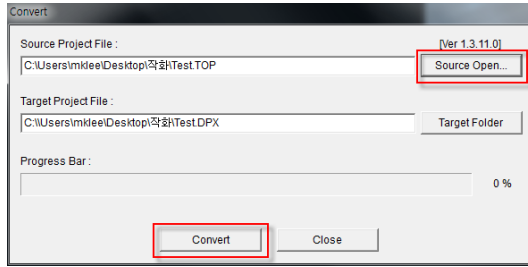 Convert
Source Project File :
[Ver 1.3.11.0]
C:\Users\mklee\Desktop\작화\Test.TOP
Source Open...
Target Project File :
C:\\Users\mklee\Desktop\작화\Test.DPX
Target Folder
Progress Bar :
0 %
Convert
Close